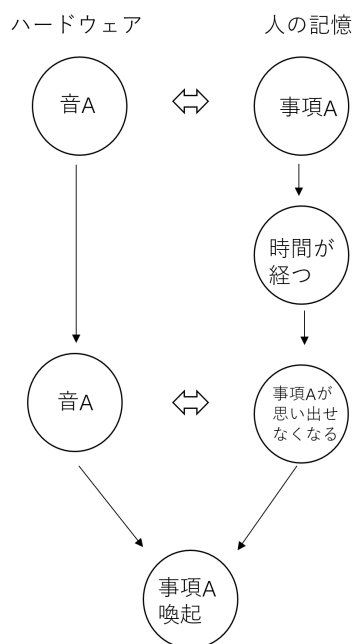 ハードウェア
人の記憶
音A
事項A
時間が
経つ
音A
事項Aが
思い出せ
なくなる
事項A
喚起